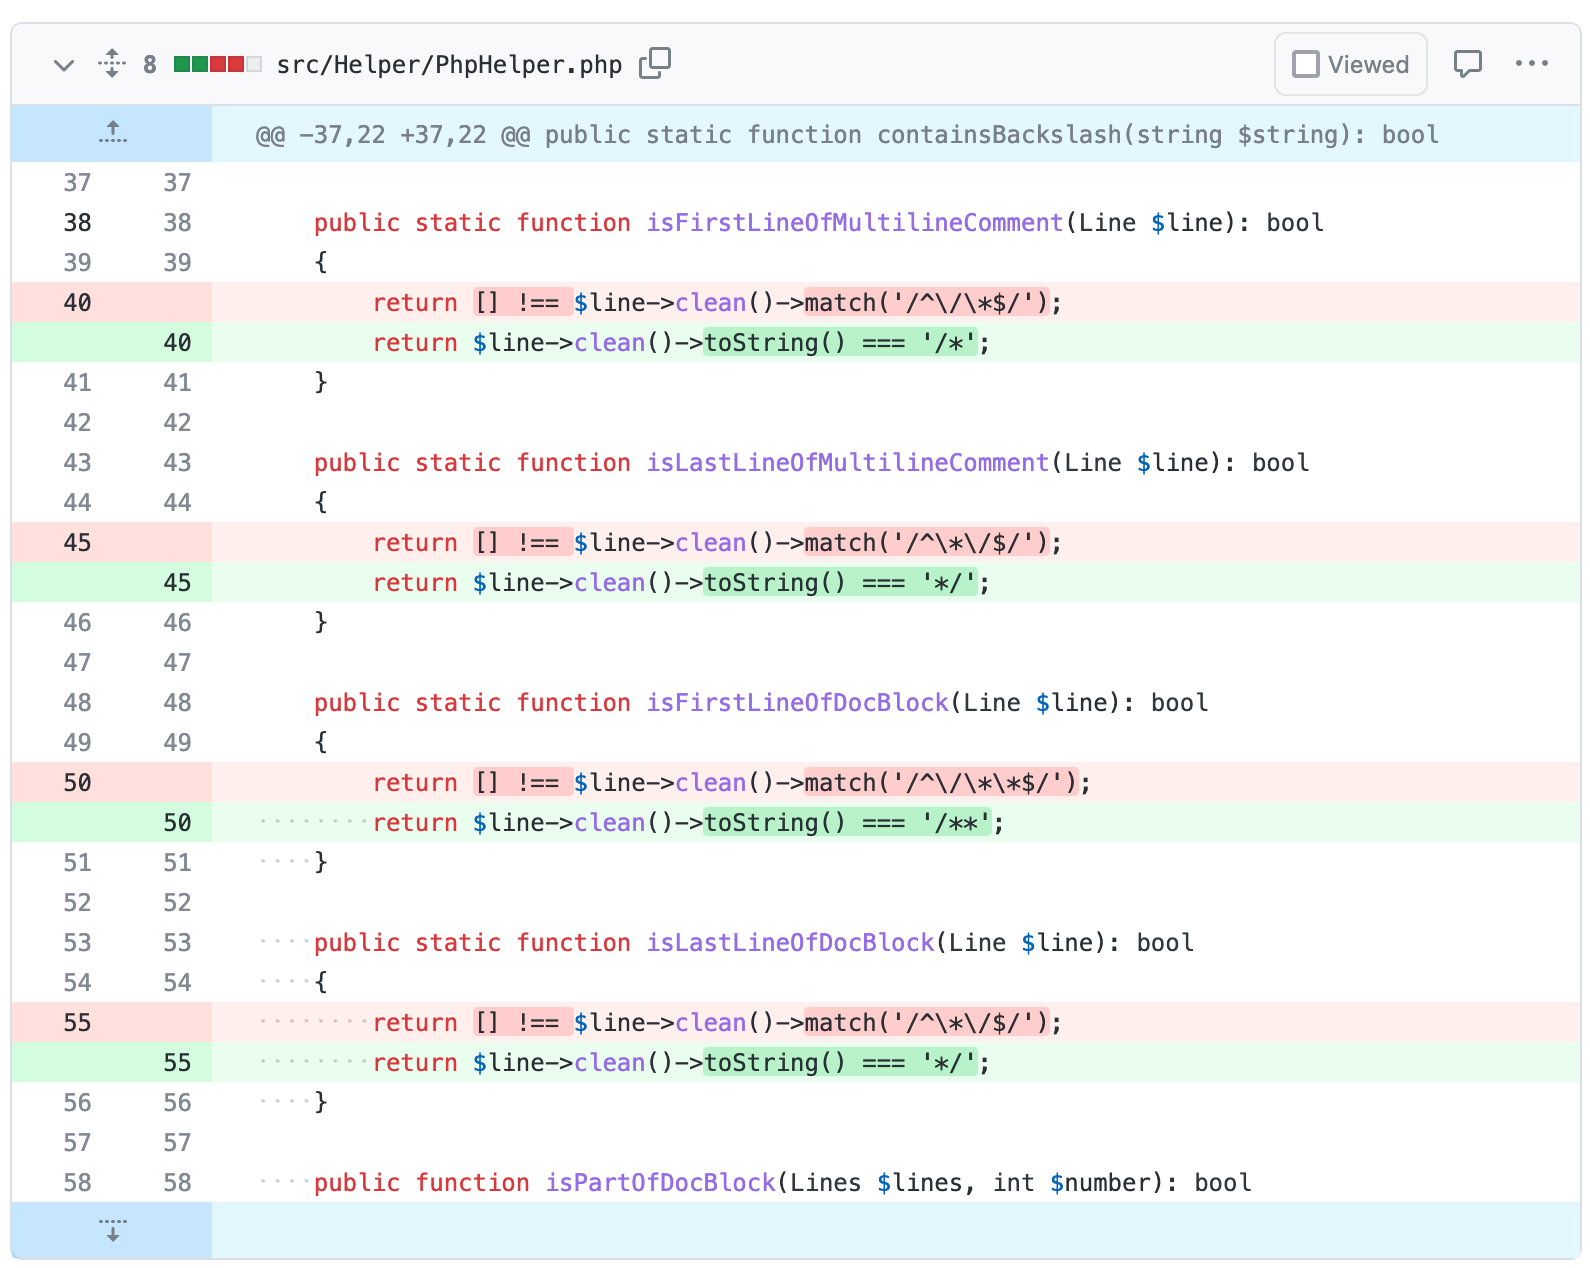 8 src/Helper/PhpHelper.php Viewed
@@ -37,22 +37,22 @@ public static function containsBackslash(string $string): bool
37 37
38 38 public static function isFirstLineOfMultilineComment(Line $line): bool
39 39 {
40 return [] !== $line->clean()->match('/^\/\*$/');
40 return $line->clean()->toString() === '/*';
41 41 }
42 42
43 43 public static function isLastLineOfMultilineComment(Line $line): bool
44 44 {
45 return [] !== $line->clean()->match('/^\*\/$/');
45 return $line->clean()->toString() === '*/';
46 46 }
47 47
48 48 public static function isFirstLineOfDocBlock(Line $line): bool
49 49 {
50 return [] !== $line->clean()->match('/^\/\*\*$/');
50 return $line->clean()->toString() === '/**';
51 51 }
52 52
53 53 public static function isLastLineOfDocBlock(Line $line): bool
54 54 {
55 return [] !== $line->clean()->match('/^\*\/$/');
55 return $line->clean()->toString() === '*/';
56 56 }
57 57
58 58 public function isPartOfDocBlock(Lines $lines, int $number): bool